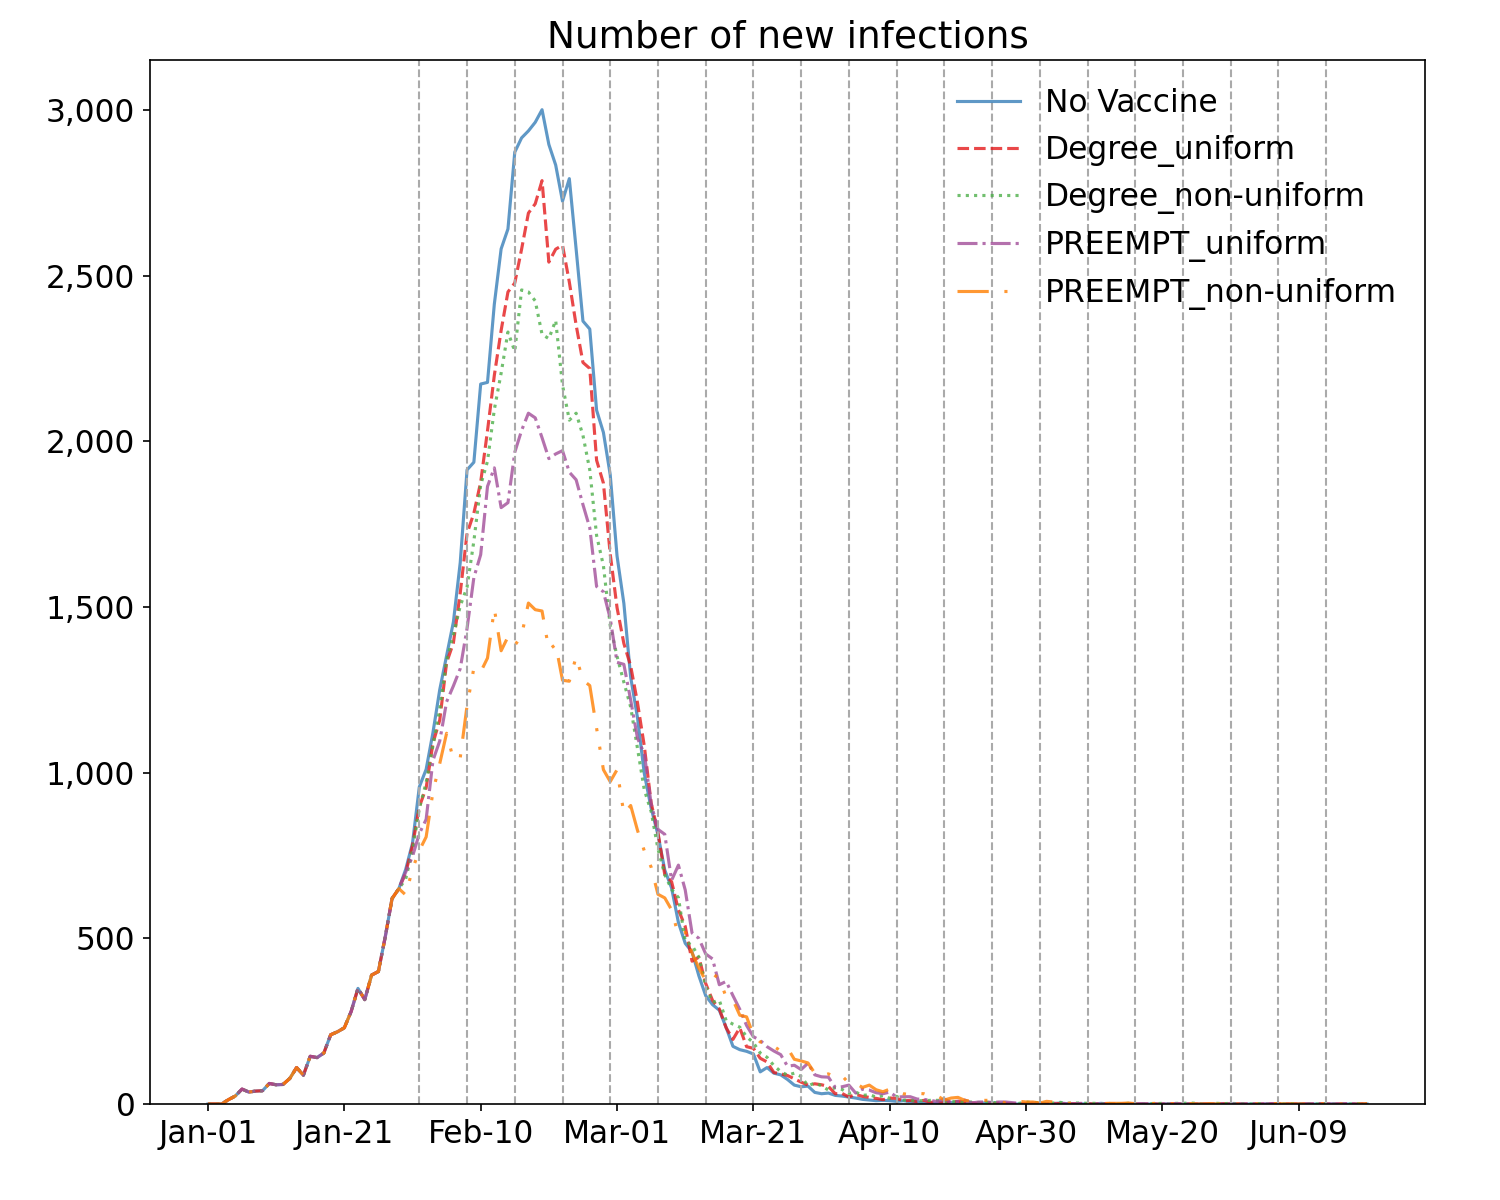 Number of new infections
3,000
2,500
2,000
1,500
1,000
500
0
No Vaccine
Degree_uniform
Degree_non-uniform
PREEMPT_uniform
PREEMPT_non-uniform
Jan-01 Jan-21 Feb-10 Mar-01 Mar-21 Apr-10 Apr-30 May-20 Jun-09